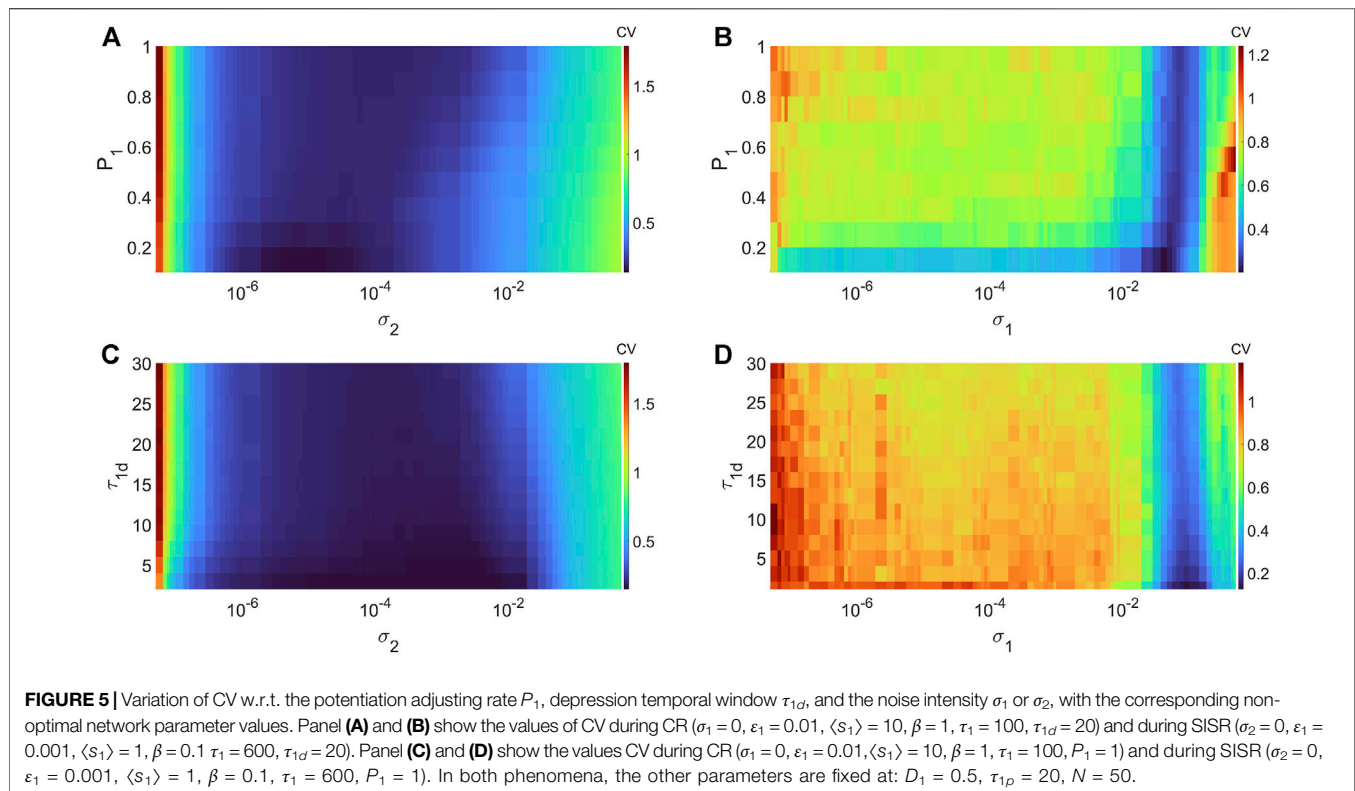 A
CV
1
0.8
0.6
0.4
0.2
P₁
10⁻⁶
10⁻⁴
10⁻²
σ₂
1.5
1
0.5
B
CV
1
0.8
0.6
0.4
0.2
P₁
10⁻⁶
10⁻⁴
10⁻²
σ₁
1.2
1
0.8
0.6
0.4
C
CV
30
25
20
15
10
5
τ₁d
10⁻⁶
10⁻⁴
10⁻²
σ₂
1.5
1
0.5
D
CV
30
25
20
15
10
5
τ₁d
10⁻⁶
10⁻⁴
10⁻²
σ₁
1
0.8
0.6
0.4
0.2
FIGURE 5 | Variation of CV w.r.t. the potentiation adjusting rate P₁, depression temporal window τ₁d, and the noise intensity σ₁ or σ₂, with the corresponding non-
optimal network parameter values. Panel (A) and (B) show the values of CV during CR (σ₁ = 0, ε₁ = 0.01, ⟨s₁⟩ = 10, β = 1, τ₁ = 100, τ₁d = 20) and during SISR (σ₂ = 0, ε₁ =
0.001, ⟨s₁⟩ = 1, β = 0.1 τ₁ = 600, τ₁d = 20). Panel (C) and (D) show the values CV during CR (σ₁ = 0, ε₁ = 0.01,⟨s₁⟩ = 10, β = 1, τ₁ = 100, P₁ = 1) and during SISR (σ₂ = 0,
ε₁ = 0.001, ⟨s₁⟩ = 1, β = 0.1, τ₁ = 600, P₁ = 1). In both phenomena, the other parameters are fixed at: D₁ = 0.5, τ₁p = 20, N = 50.